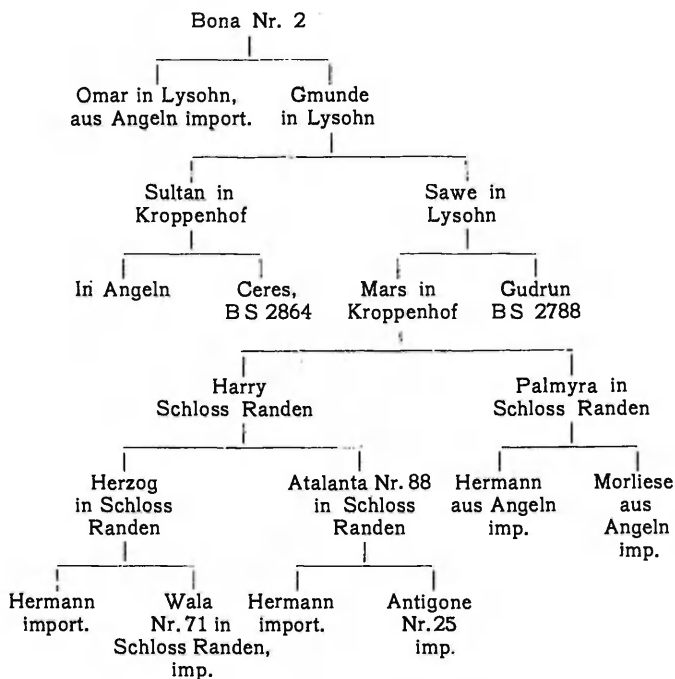 Bona Nr. 2
Omar in Lysohn,
aus Angeln import.
Gmunde
in Lysohn
Sultan in
Kroppenhof
Sawe in
Lysohn
In Angeln
Ceres,
BS 2864
Mars in
Kroppenhof
Gudrun
BS 2788
Harry
Schloss Randen
Palmyra in
Schloss Randen
Herzog
in Schloss
Randen
Atalanta Nr. 88
in Schloss
Randen
Hermann
aus Angeln
imp.
Morliese
aus
Angeln
imp.
Hermann
import.
Wala
Nr. 71 in
Schloss Randen,
imp.
Hermann
import.
Antigone
Nr. 25
imp.